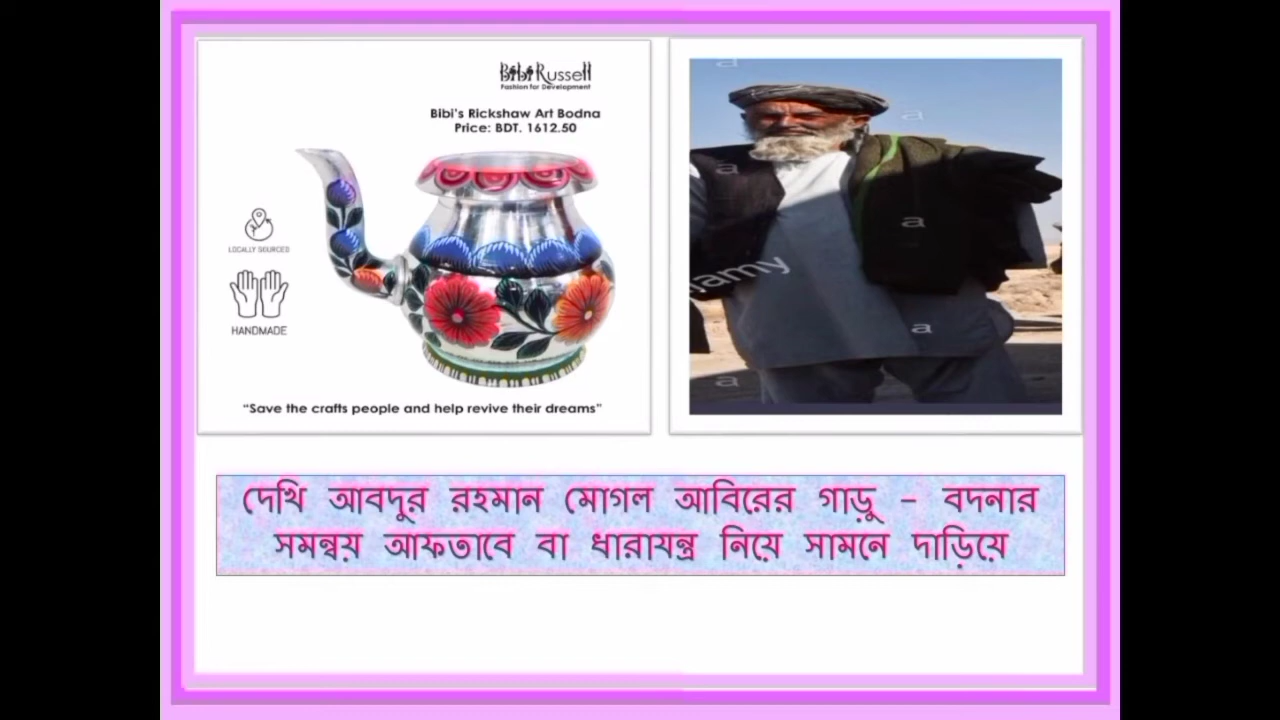 Bibi Russell
Fashion for Development
Bibi's Rickshaw Art Bodna
Price: BDT. 1612.50
LOCALLY SOURCED
HANDMADE
“Save the crafts people and help revive their dreams”
a
a
a
a
amy
a
a
দেখি আবদুর রহমান মোগল আবিরের গাড়ু – বদনার
সমন্বয় আফতাবে বা ধারাযন্ত্র নিয়ে সামনে দাড়িয়ে